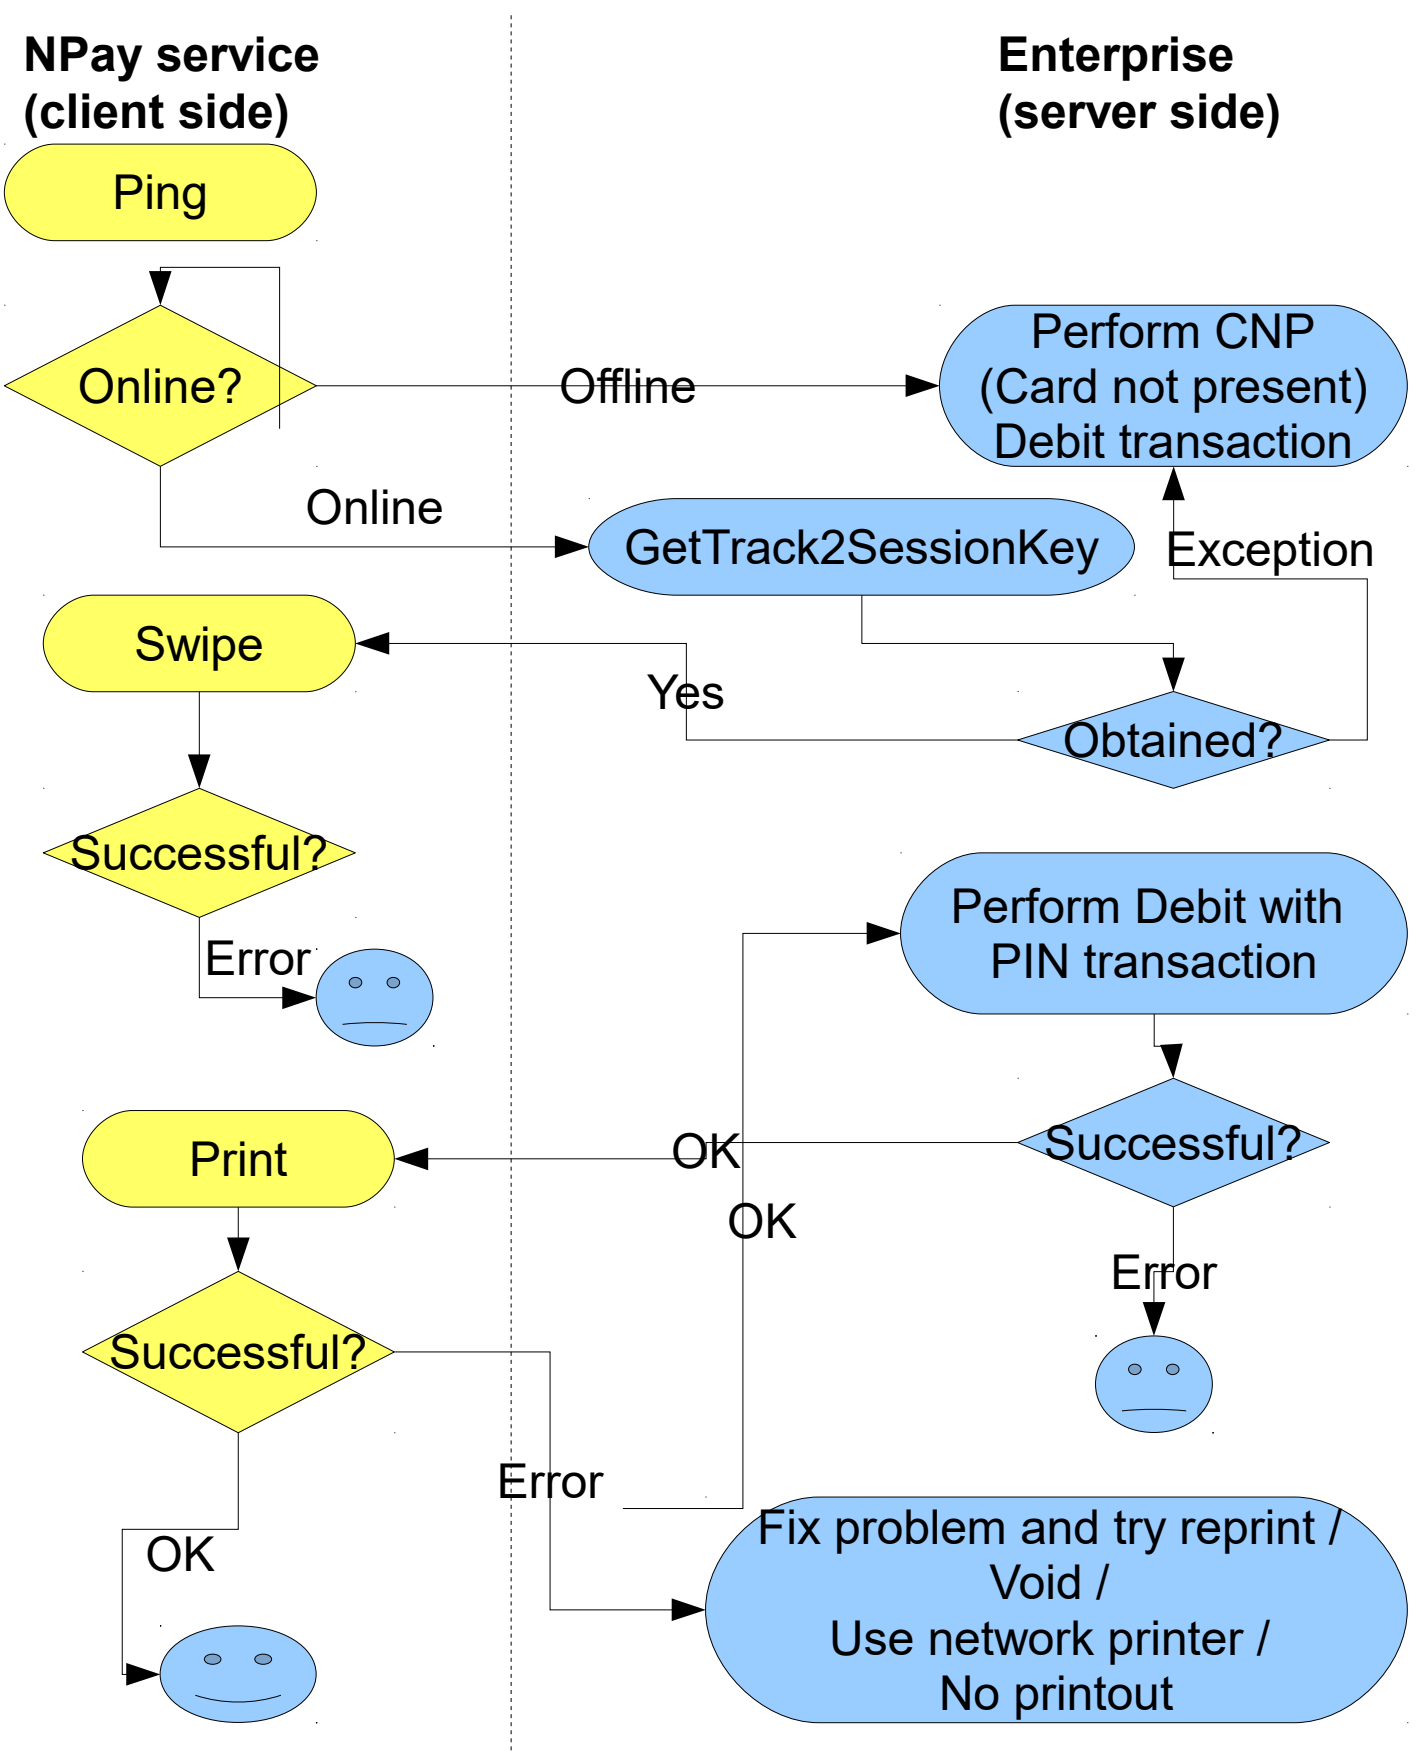 NPay service
(client side)
Enterprise
(server side)
Ping
Online?
Offline
Perform CNP
(Card not present)
Debit transaction
Online
GetTrack2SessionKey
Exception
Swipe
Yes
Obtained?
Successful?
Perform Debit with
PIN transaction
Error
Print
OK
Successful?
OK
Error
Successful?
Error
OK
Fix problem and try reprint /
Void /
Use network printer /
No printout